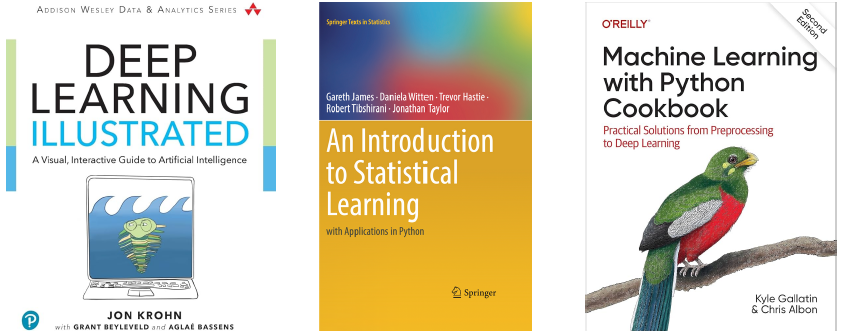 ADDISON WESLEY DATA & ANALYTICS SERIES
DEEP
LEARNING
ILLUSTRATED
A Visual, Interactive Guide to Artificial Intelligence
JON KROHN
with GRANT BEYLEVELD and AGLAÉ BASSENS
Springer Texts in Statistics
Gareth James · Daniela Witten · Trevor Hastie ·
Robert Tibshirani · Jonathan Taylor
An Introduction
to Statistical
Learning
with Applications in Python
Springer
O'REILLY®
Second
Edition
Machine Learning
with Python
Cookbook
Practical Solutions from Preprocessing
to Deep Learning
Kyle Gallatin
& Chris Albon